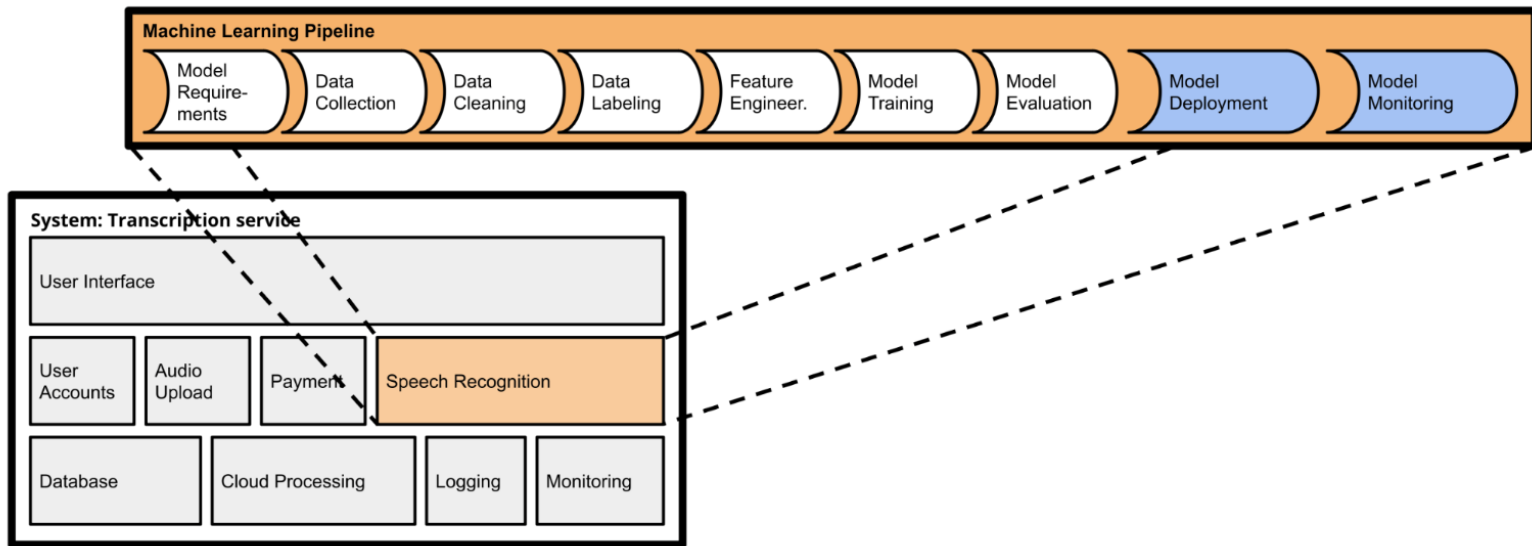 Machine Learning Pipeline
Model
Require-
ments
Data
Collection
Data
Cleaning
Data
Labeling
Feature
Engineer.
Model
Training
Model
Evaluation
Model
Deployment
Model
Monitoring
System: Transcription service
User Interface
User
Accounts
Audio
Upload
Payment
Speech Recognition
Database
Cloud Processing
Logging
Monitoring